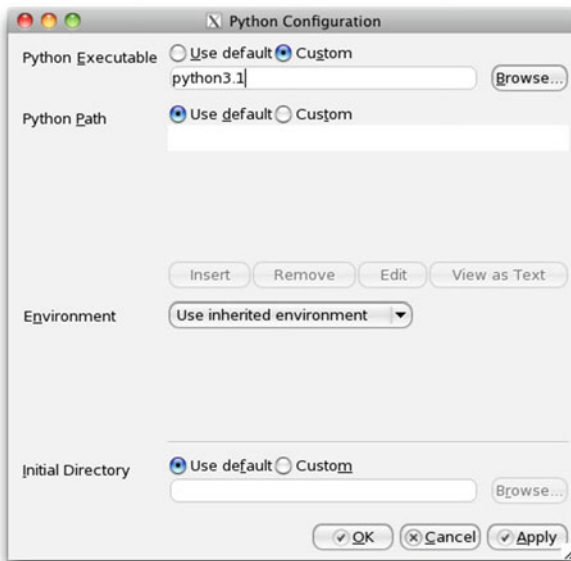 Python Configuration
Python Executable Use default Custom
python3.1 Browse...
Python Path Use default Custom
Insert Remove Edit View as Text
Environment Use inherited environment
Initial Directory Use default Custom
Browse...
OK Cancel Apply